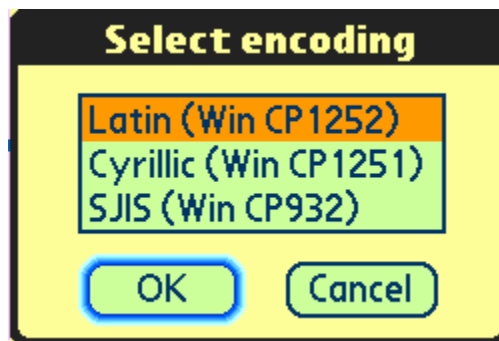 Select encoding
Latin (Win CP1252)
Cyrillic (Win CP1251)
SJIS (Win CP932)
OK
Cancel